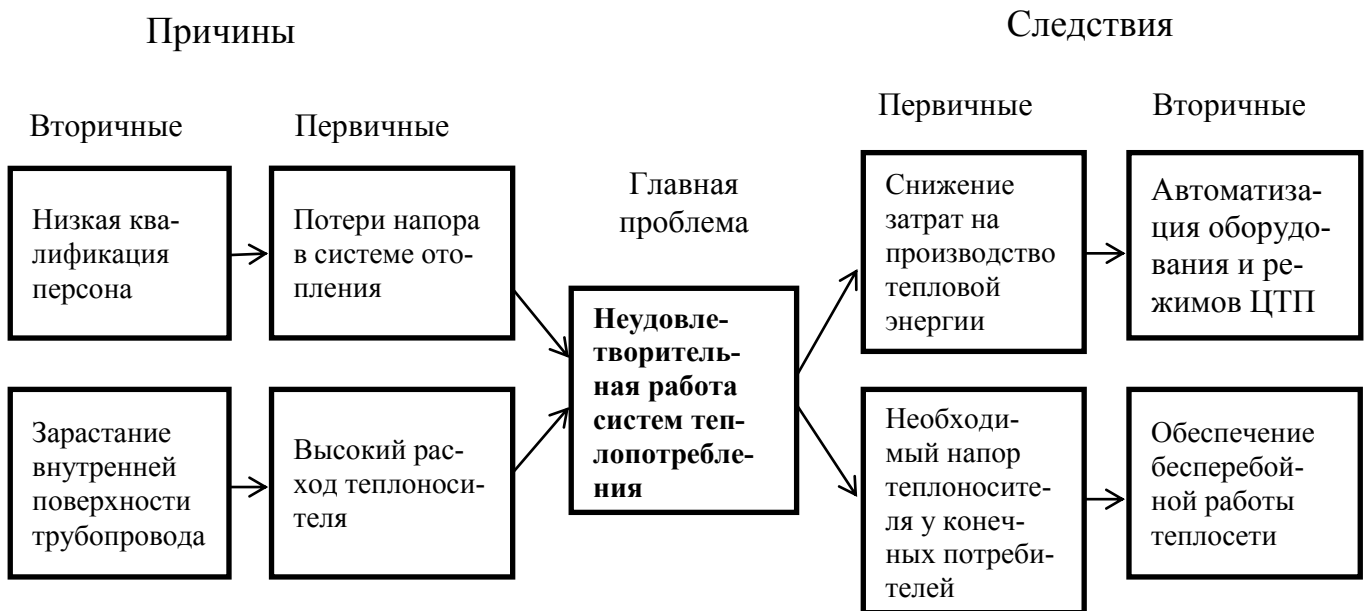 Причины
Следствия
Вторичные
Первичные
Первичные
Вторичные
Низкая ква-
лификация
персона
Потери напора
в системе ото-
пления
Главная
проблема
Снижение
затрат на
производство
тепловой
энергии
Автоматиза-
ция оборудо-
вания и ре-
жимов ЦТП
Неудовле-
творитель-
ная работа
систем теп-
лопотребле-
ния
Зарастание
внутренней
поверхности
трубопровода
Высокий рас-
ход теплоноси-
теля
Необходи-
мый напор
теплоносите-
ля у конеч-
ных потреби-
телей
Обеспечение
бесперебой-
ной работы
теплосети